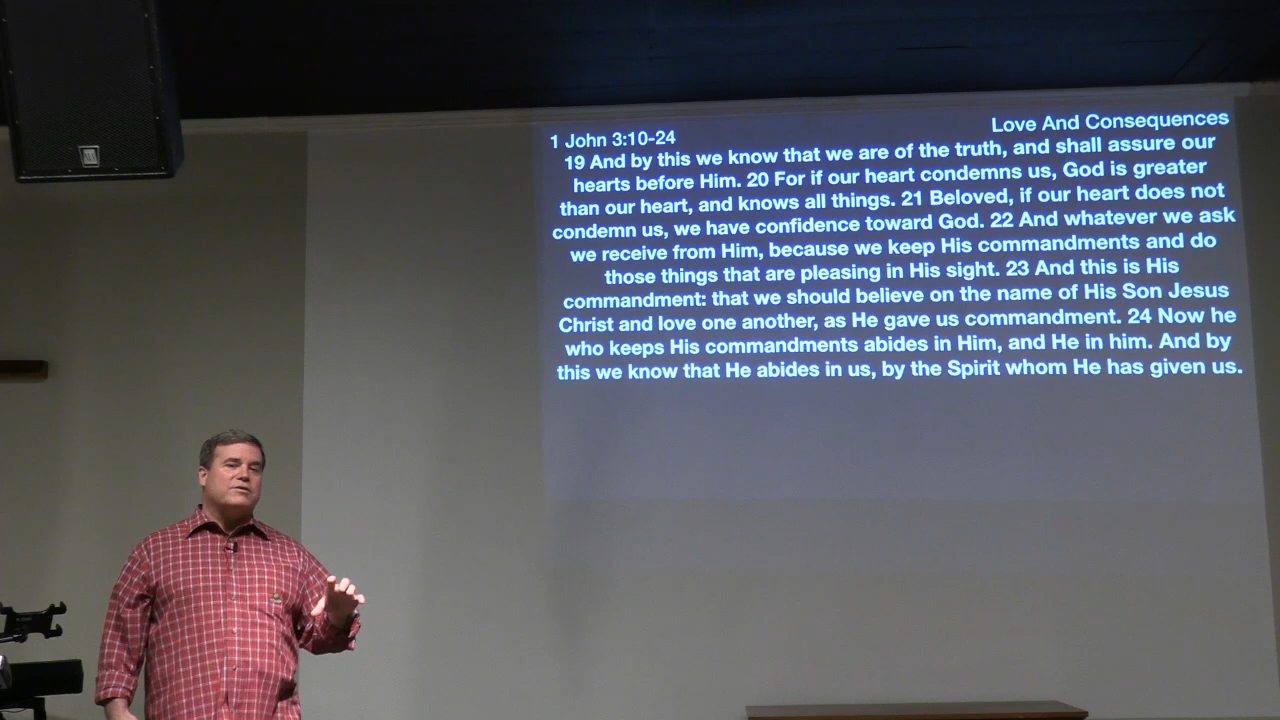 1 John 3:10-24
Love And Consequences
19 And by this we know that we are of the truth, and shall assure our
hearts before Him. 20 For if our heart condemns us, God is greater
than our heart, and knows all things. 21 Beloved, if our heart does not
condemn us, we have confidence toward God. 22 And whatever we ask
we receive from Him, because we keep His commandments and do
those things that are pleasing in His sight. 23 And this is His
commandment: that we should believe on the name of His Son Jesus
Christ and love one another, as He gave us commandment. 24 Now he
who keeps His commandments abides in Him, and He in him. And by
this we know that He abides in us, by the Spirit whom He has given us.